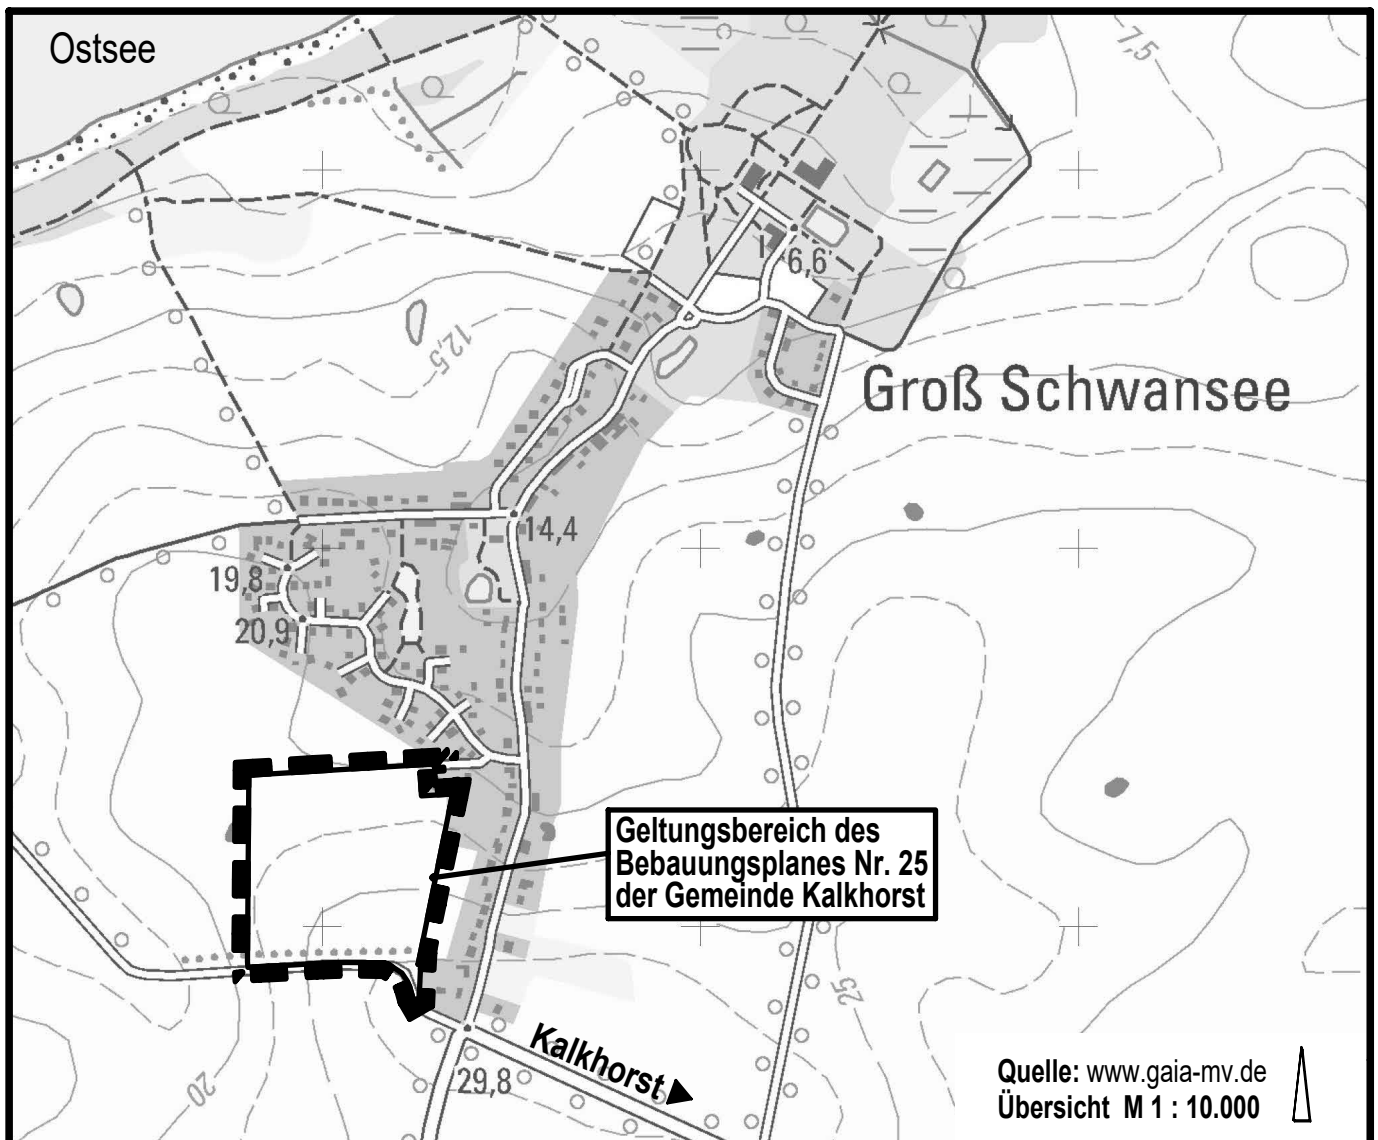 Ostsee
7,5
6,6
12,5
Groß Schwansee
14,4
19,8
20,9
Geltungsbereich des
Bebauungsplanes Nr. 25
der Gemeinde Kalkhorst
25
Kalkhorst
29,8
20
Quelle: www.gaia-mv.de
Übersicht M 1 : 10.000